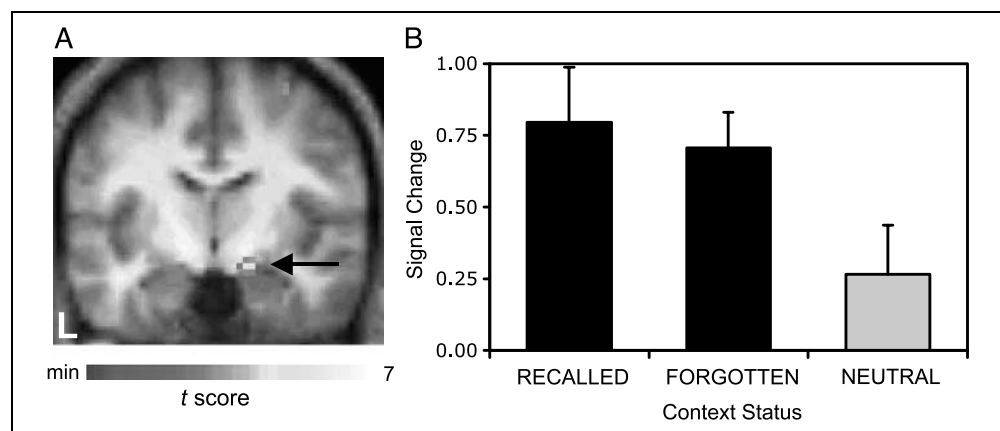 A
L
min
7
t score
B
1.00
0.75
0.50
0.25
0.00
Signal Change
RECALLED FORGOTTEN NEUTRAL
Context Status